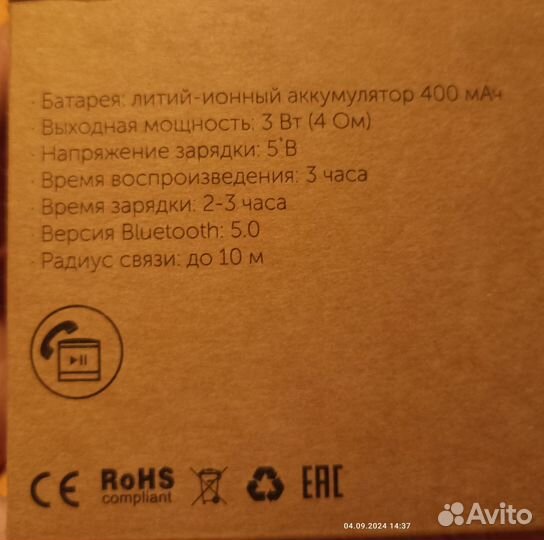 · Батарея: литий-ионный аккумулятор 400 мАч
· Выходная мощность: 3 Вт (4 Ом)
· Напряжение зарядки: 5 В
· Время воспроизведения: 3 часа
· Время зарядки: 2-3 часа
· Версия Bluetooth: 5.0
· Радиус связи: до 10 м
CE RoHS compliant EAC
04.09.2024 14:37
Avito